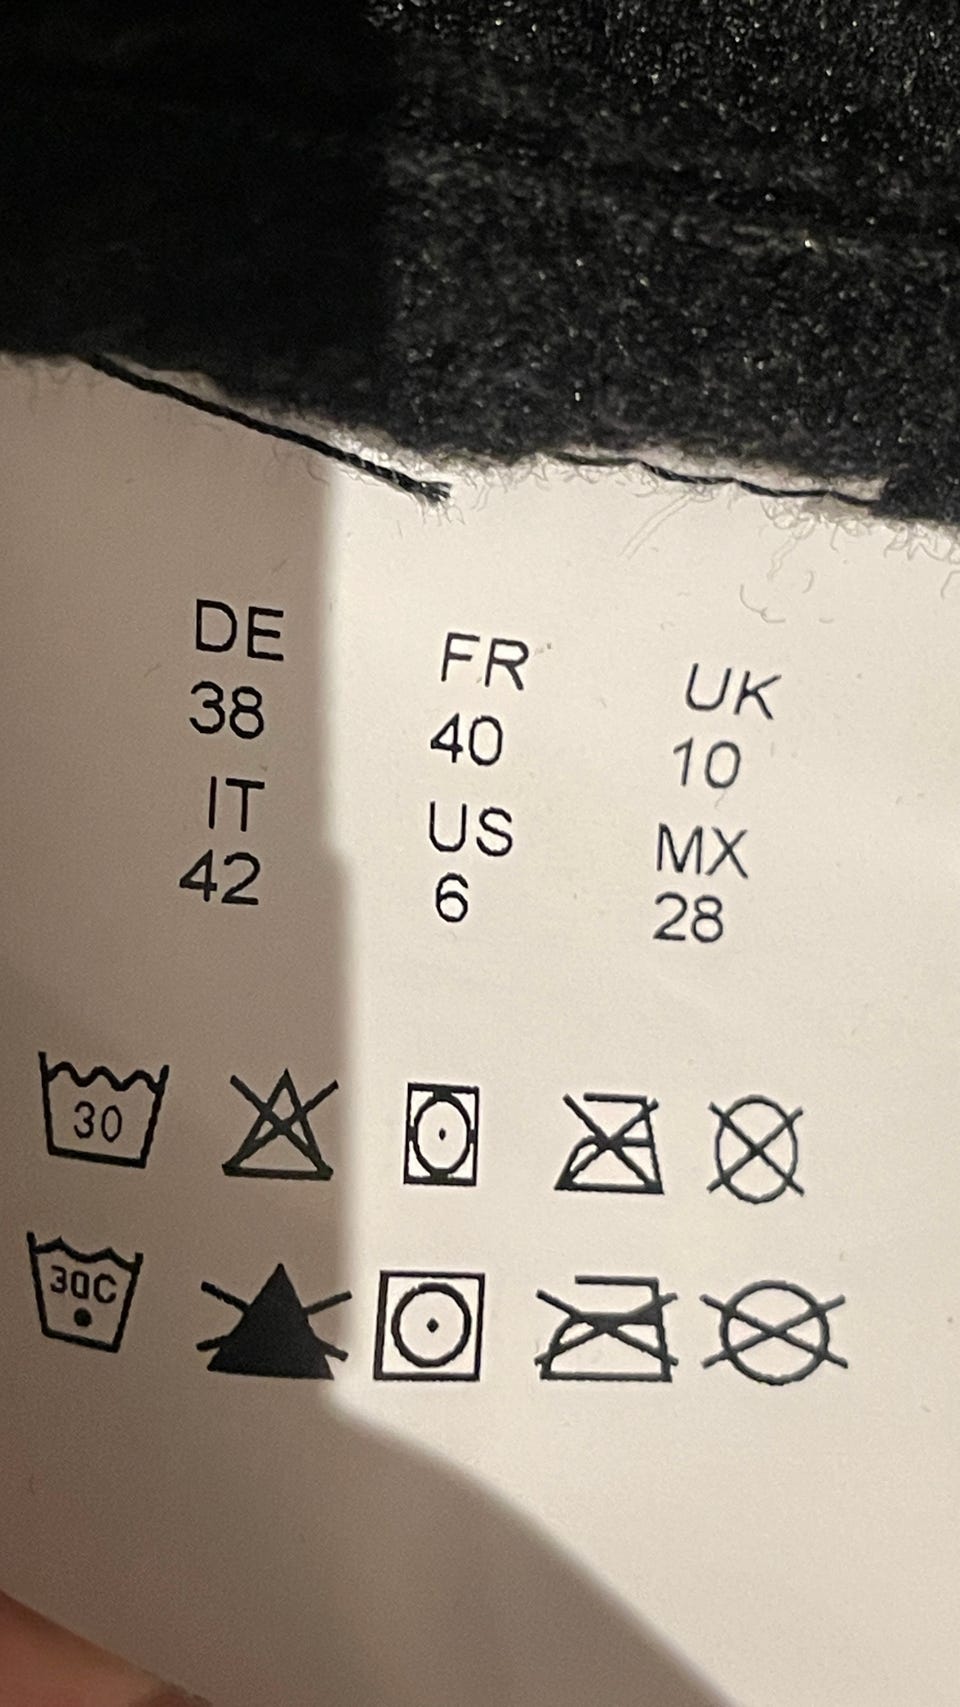 DE FR UK
38 40 10
IT US MX
42 6 28
30
30C